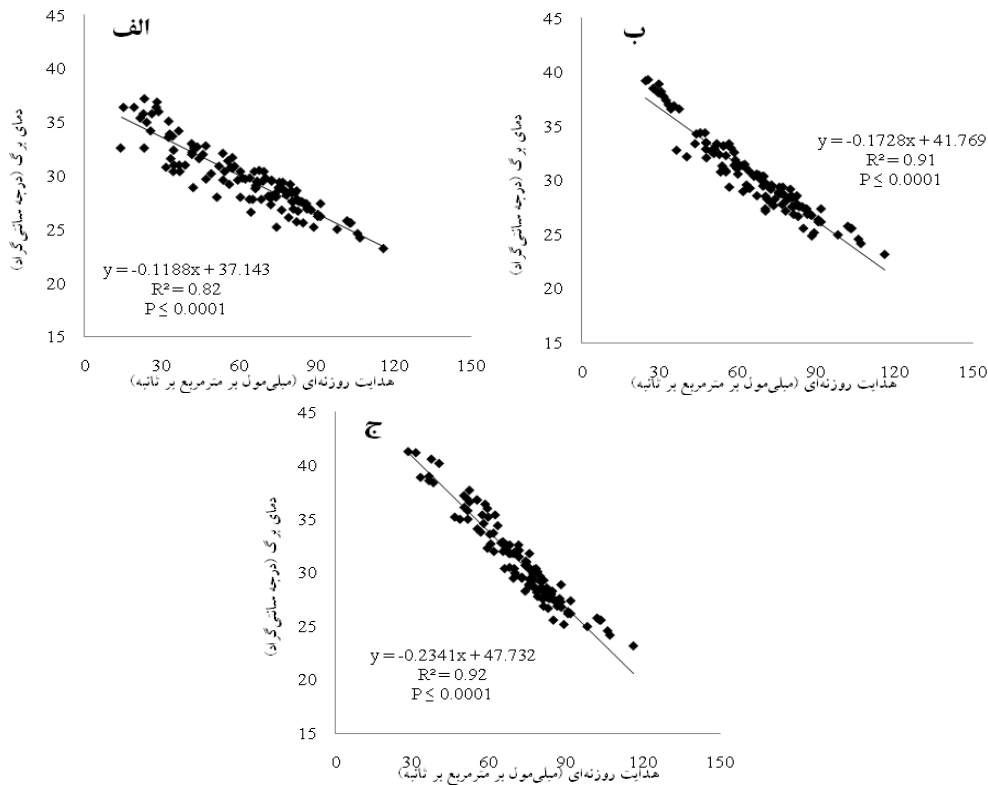 الف
دمای برگ (درجه سانتی‌گراد)
45
40
35
30
25
20
15
y = -0.1188x + 37.143
R² = 0.82
P ≤ 0.0001
0 30 60 90 120 150
هدایت روزنه‌ای (میلی‌مول بر مترمربع بر ثانیه)
ب
دمای برگ (درجه سانتی‌گراد)
45
40
35
30
25
20
15
y = -0.1728x + 41.769
R² = 0.91
P ≤ 0.0001
0 30 60 90 120 150
هدایت روزنه‌ای (میلی‌مول بر مترمربع بر ثانیه)
ج
دمای برگ (درجه سانتی‌گراد)
45
40
35
30
25
20
15
y = -0.2341x + 47.732
R² = 0.92
P ≤ 0.0001
0 30 60 90 120 150
هدایت روزنه‌ای (میلی‌مول بر مترمربع بر ثانیه)